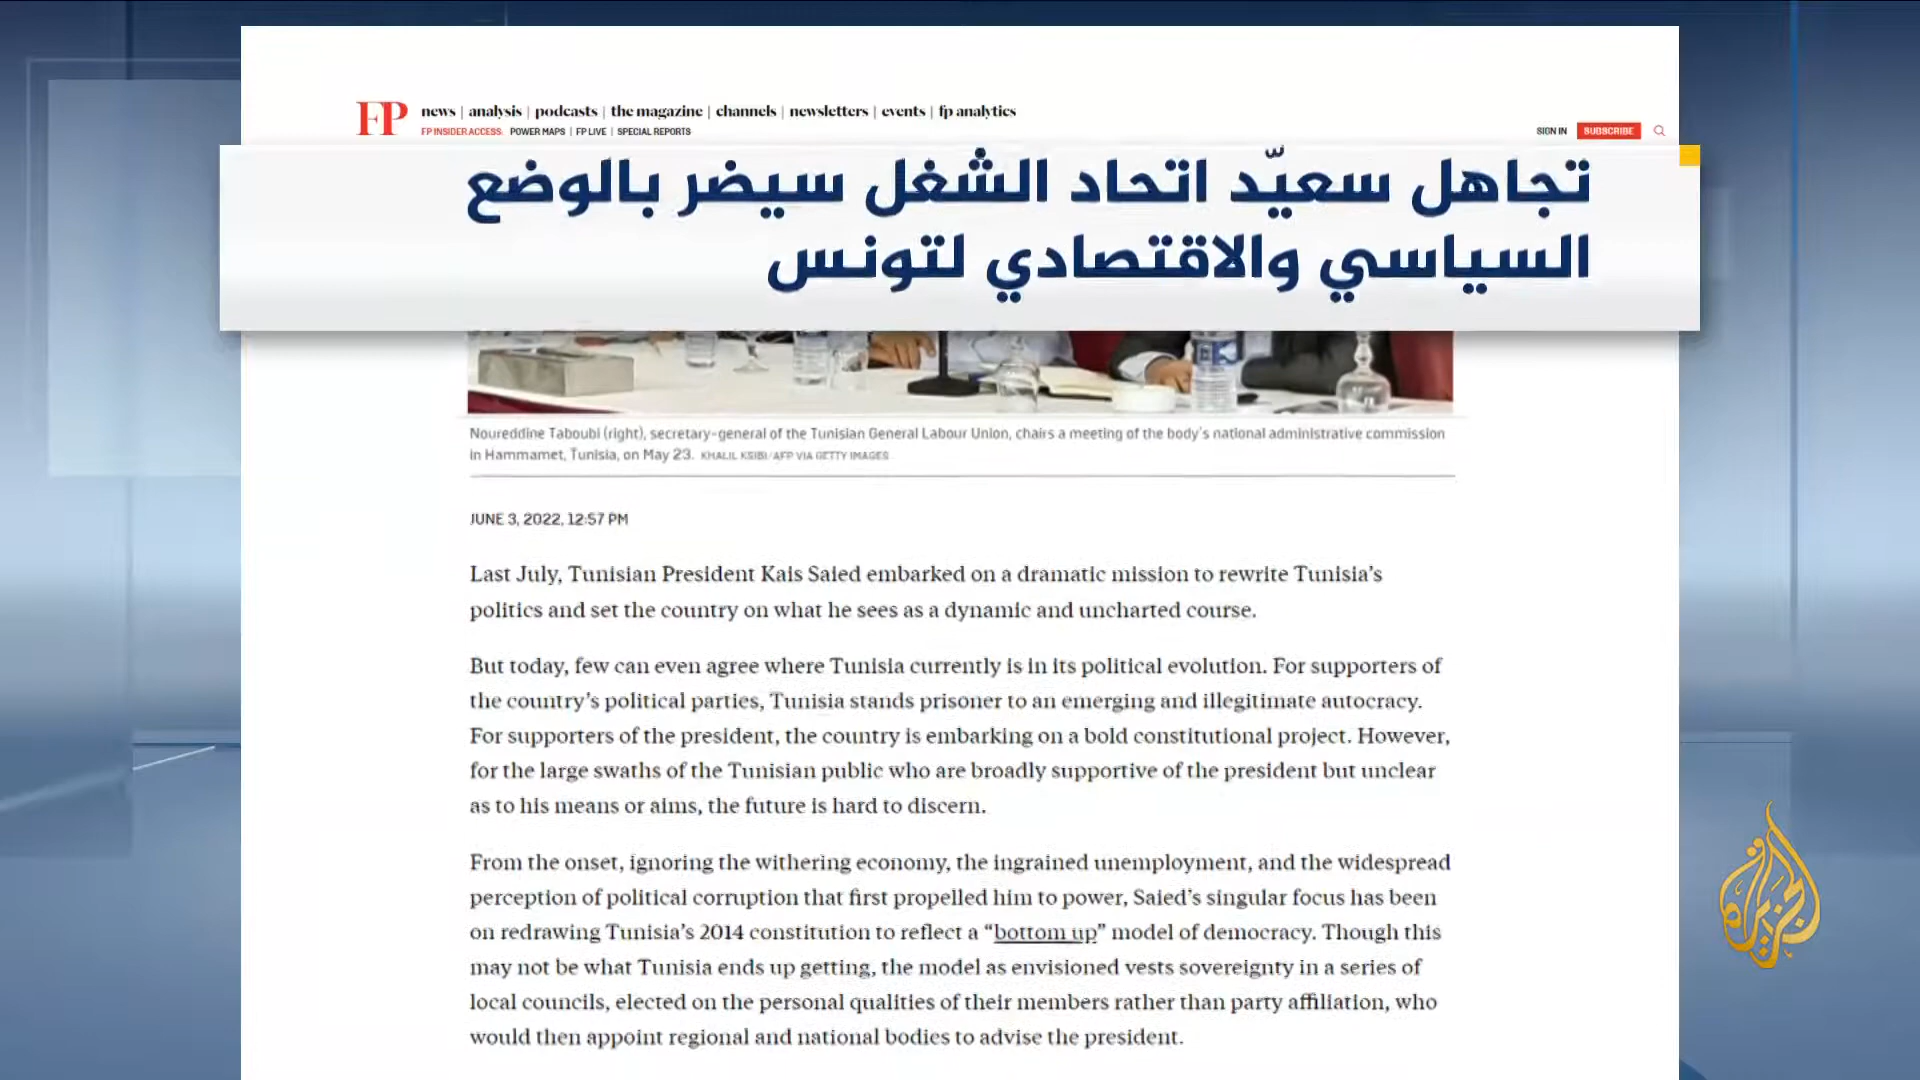 FP news | analysis | podcasts | the magazine | channels | newsletters | events | fp analytics
FP INSIDER ACCESS: POWER MAPS | FP LIVE | SPECIAL REPORTS
SIGN IN SUBSCRIBE
تجاهل سعيّد اتحاد الشغل سيضر بالوضع
السياسي والاقتصادي لتونس
Noureddine Taboubi (right), secretary-general of the Tunisian General Labour Union, chairs a meeting of the body's national administrative commission
in Hammamet, Tunisia, on May 23. KHALIL KSIBI/AFP VIA GETTY IMAGES
JUNE 3, 2022, 12:57 PM
Last July, Tunisian President Kais Saied embarked on a dramatic mission to rewrite Tunisia's
politics and set the country on what he sees as a dynamic and uncharted course.
But today, few can even agree where Tunisia currently is in its political evolution. For supporters of
the country's political parties, Tunisia stands prisoner to an emerging and illegitimate autocracy.
For supporters of the president, the country is embarking on a bold constitutional project. However,
for the large swaths of the Tunisian public who are broadly supportive of the president but unclear
as to his means or aims, the future is hard to discern.
From the onset, ignoring the withering economy, the ingrained unemployment, and the widespread
perception of political corruption that first propelled him to power, Saied's singular focus has been
on redrawing Tunisia's 2014 constitution to reflect a “bottom up” model of democracy. Though this
may not be what Tunisia ends up getting, the model as envisioned vests sovereignty in a series of
local councils, elected on the personal qualities of their members rather than party affiliation, who
would then appoint regional and national bodies to advise the president.
الجزيرة